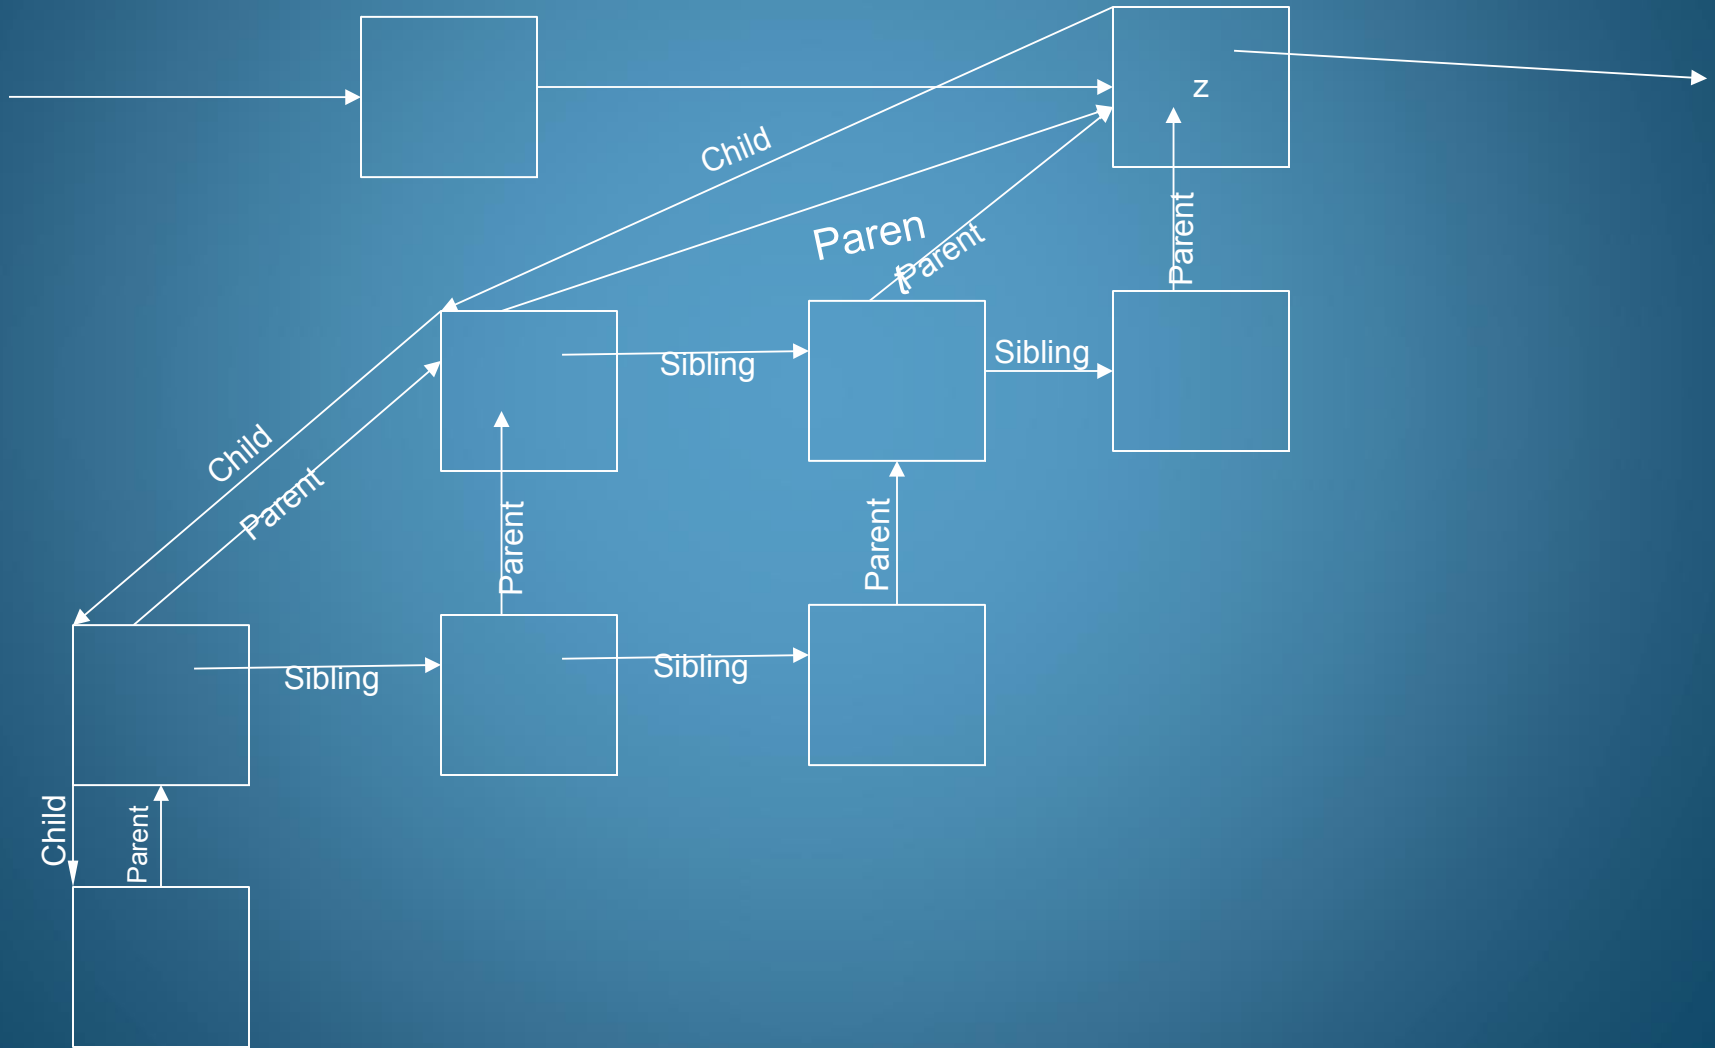 z
Child
Paren
t
Parent
Parent
Sibling
Sibling
Child
Parent
Parent
Parent
Sibling
Sibling
Child
Parent